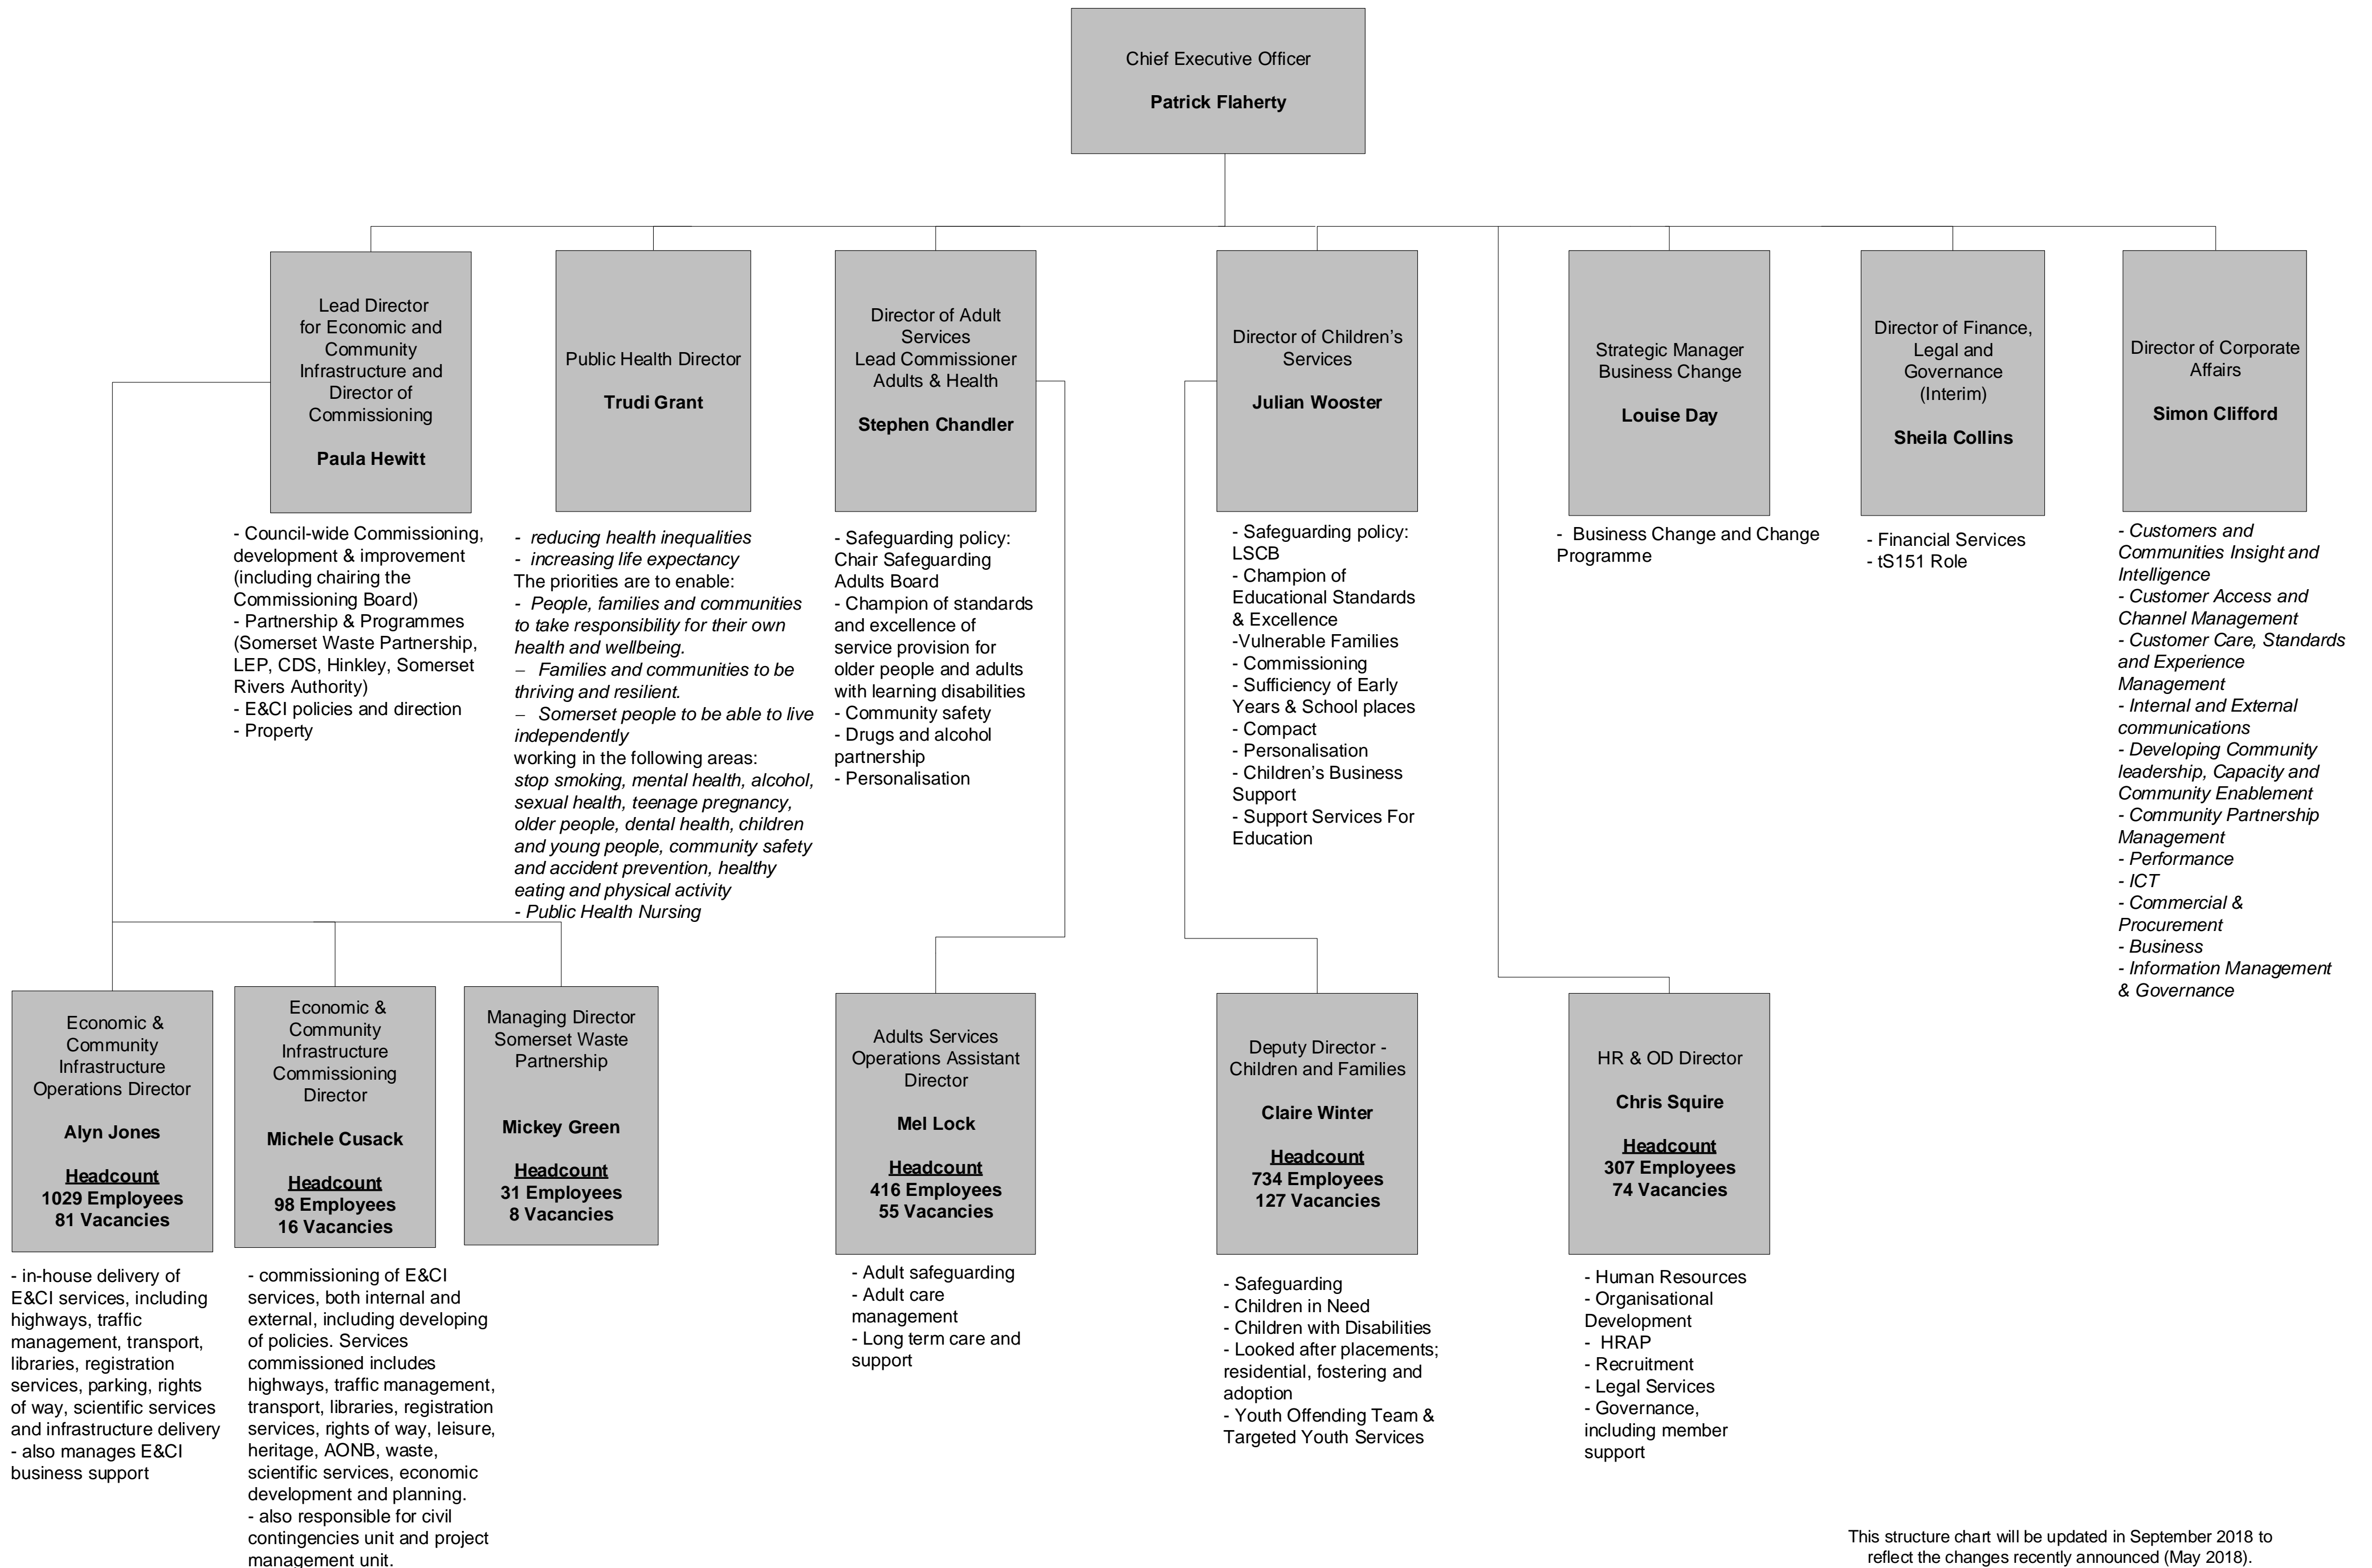 Chief Executive Officer
Patrick Flaherty
Lead Director
for Economic and
Community
Infrastructure and
Director of
Commissioning
Paula Hewitt
- Council-wide Commissioning,
development & improvement
(including chairing the
Commissioning Board)
- Partnership & Programmes
(Somerset Waste Partnership,
LEP, CDS, Hinkley, Somerset
Rivers Authority)
- E&CI policies and direction
- Property
Public Health Director
Trudi Grant
- reducing health inequalities
- increasing life expectancy
The priorities are to enable:
- People, families and communities
to take responsibility for their own
health and wellbeing.
– Families and communities to be
thriving and resilient.
– Somerset people to be able to live
independently
working in the following areas:
stop smoking, mental health, alcohol,
sexual health, teenage pregnancy,
older people, dental health, children
and young people, community safety
and accident prevention, healthy
eating and physical activity
- Public Health Nursing
Director of Adult
Services
Lead Commissioner
Adults & Health
Stephen Chandler
- Safeguarding policy:
Chair Safeguarding
Adults Board
- Champion of standards
and excellence of
service provision for
older people and adults
with learning disabilities
- Community safety
- Drugs and alcohol
partnership
- Personalisation
Director of Children’s
Services
Julian Wooster
- Safeguarding policy:
LSCB
- Champion of
Educational Standards
& Excellence
-Vulnerable Families
- Commissioning
- Sufficiency of Early
Years & School places
- Compact
- Personalisation
- Children’s Business
Support
- Support Services For
Education
Strategic Manager
Business Change
Louise Day
- Business Change and Change
Programme
Director of Finance,
Legal and
Governance
(Interim)
Sheila Collins
- Financial Services
- tS151 Role
Director of Corporate
Affairs
Simon Clifford
- Customers and
Communities Insight and
Intelligence
- Customer Access and
Channel Management
- Customer Care, Standards
and Experience
Management
- Internal and External
communications
- Developing Community
leadership, Capacity and
Community Enablement
- Community Partnership
Management
- Performance
- ICT
- Commercial &
Procurement
- Business
- Information Management
& Governance
Economic &
Community
Infrastructure
Operations Director
Alyn Jones
Headcount
1029 Employees
81 Vacancies
- in-house delivery of
E&CI services, including
highways, traffic
management, transport,
libraries, registration
services, parking, rights
of way, scientific services
and infrastructure delivery
- also manages E&CI
business support
Economic &
Community
Infrastructure
Commissioning
Director
Michele Cusack
Headcount
98 Employees
16 Vacancies
- commissioning of E&CI
services, both internal and
external, including developing
of policies. Services
commissioned includes
highways, traffic management,
transport, libraries, registration
services, rights of way, leisure,
heritage, AONB, waste,
scientific services, economic
development and planning.
- also responsible for civil
contingencies unit and project
management unit.
Managing Director
Somerset Waste
Partnership
Mickey Green
Headcount
31 Employees
8 Vacancies
Adults Services
Operations Assistant
Director
Mel Lock
Headcount
416 Employees
55 Vacancies
- Adult safeguarding
- Adult care
management
- Long term care and
support
Deputy Director -
Children and Families
Claire Winter
Headcount
734 Employees
127 Vacancies
- Safeguarding
- Children in Need
- Children with Disabilities
- Looked after placements;
residential, fostering and
adoption
- Youth Offending Team &
Targeted Youth Services
HR & OD Director
Chris Squire
Headcount
307 Employees
74 Vacancies
- Human Resources
- Organisational
Development
- HRAP
- Recruitment
- Legal Services
- Governance,
including member
support
This structure chart will be updated in September 2018 to
reflect the changes recently announced (May 2018).